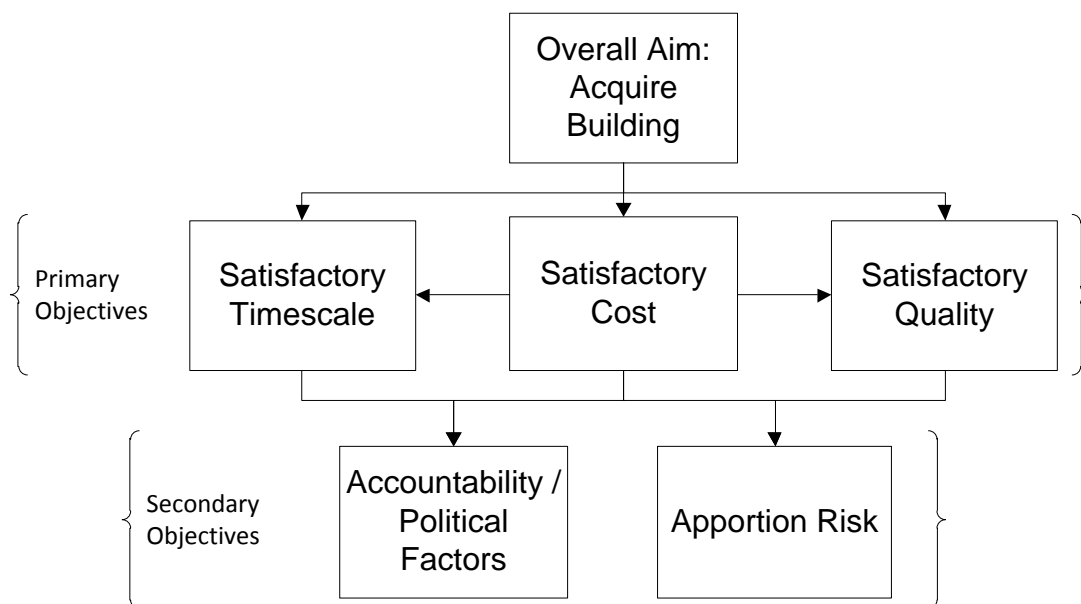 Overall Aim:
Acquire
Building
Primary
Objectives
Satisfactory
Timescale
Satisfactory
Cost
Satisfactory
Quality
Secondary
Objectives
Accountability /
Political
Factors
Apportion Risk